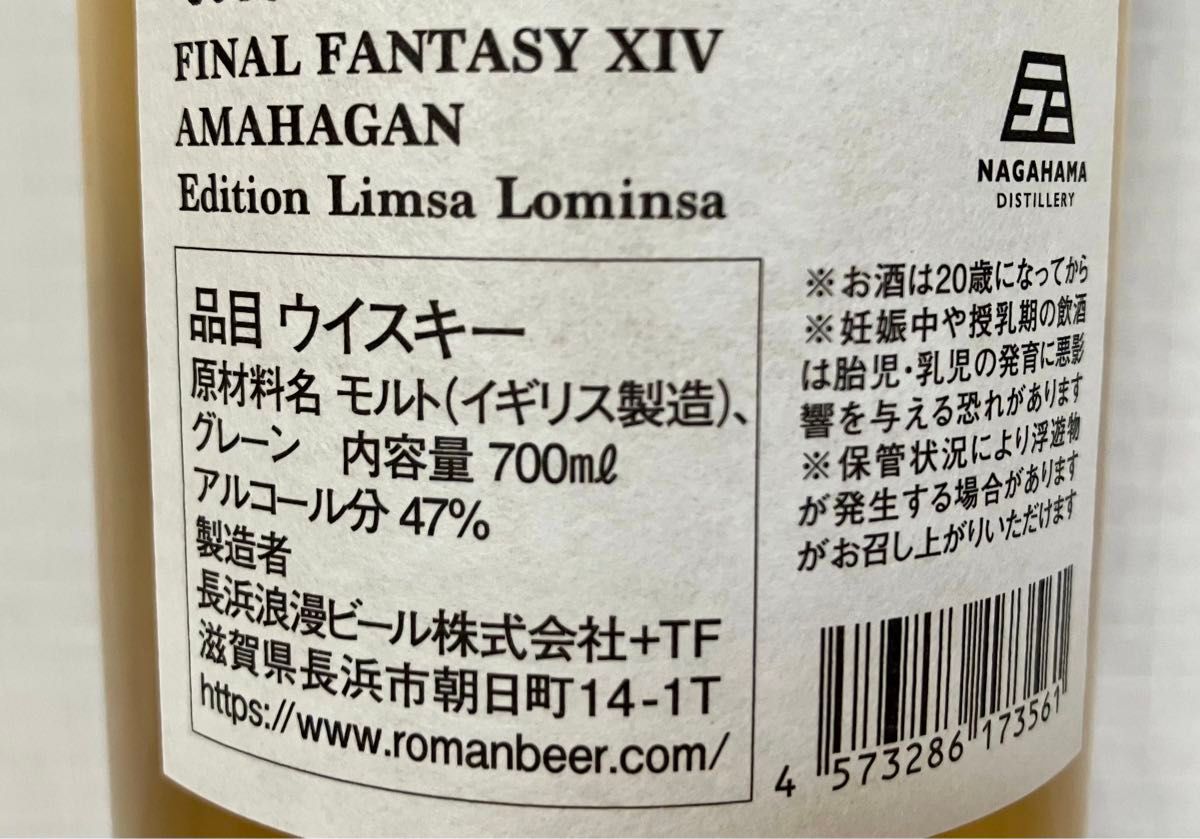 FINAL FANTASY XIV
AMAHAGAN
Edition Limsa Lominsa
NAGAHAMA
DISTILLERY
品目 ウイスキー
原材料名 モルト(イギリス製造)、
グレーン 内容量 700mℓ
アルコール分 47%
製造者
長浜浪漫ビール株式会社+TF
滋賀県長浜市朝日町14-1T
https://www.romanbeer.com/
※お酒は20歳になってから
※妊娠中や授乳期の飲酒
は胎児・乳児の発育に悪影
響を与える恐れがあります
※保管状況により浮遊物
が発生する場合があります
がお召し上がりいただけます
4 573286 173561